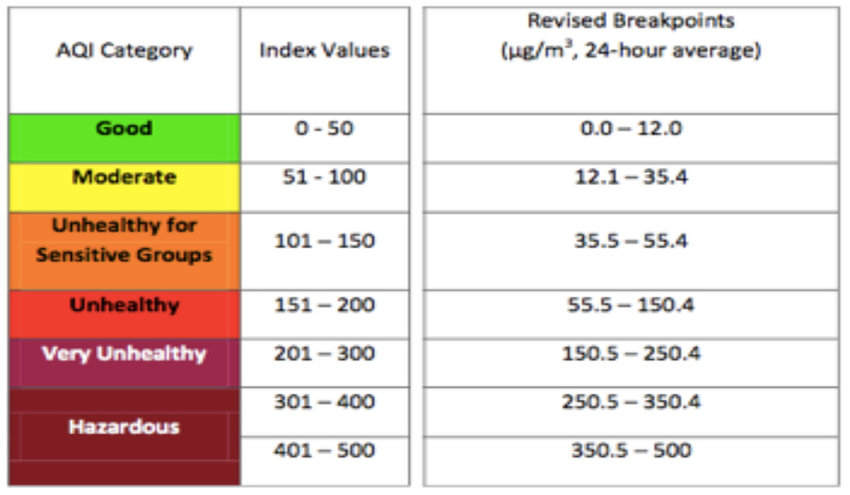 AQI Category
Index Values
Revised Breakpoints
(µg/m³, 24-hour average)
Good
0 - 50
0.0 – 12.0
Moderate
51 - 100
12.1 – 35.4
Unhealthy for
Sensitive Groups
101 – 150
35.5 – 55.4
Unhealthy
151 – 200
55.5 – 150.4
Very Unhealthy
201 – 300
150.5 – 250.4
Hazardous
301 – 400
250.5 – 350.4
401 – 500
350.5 – 500